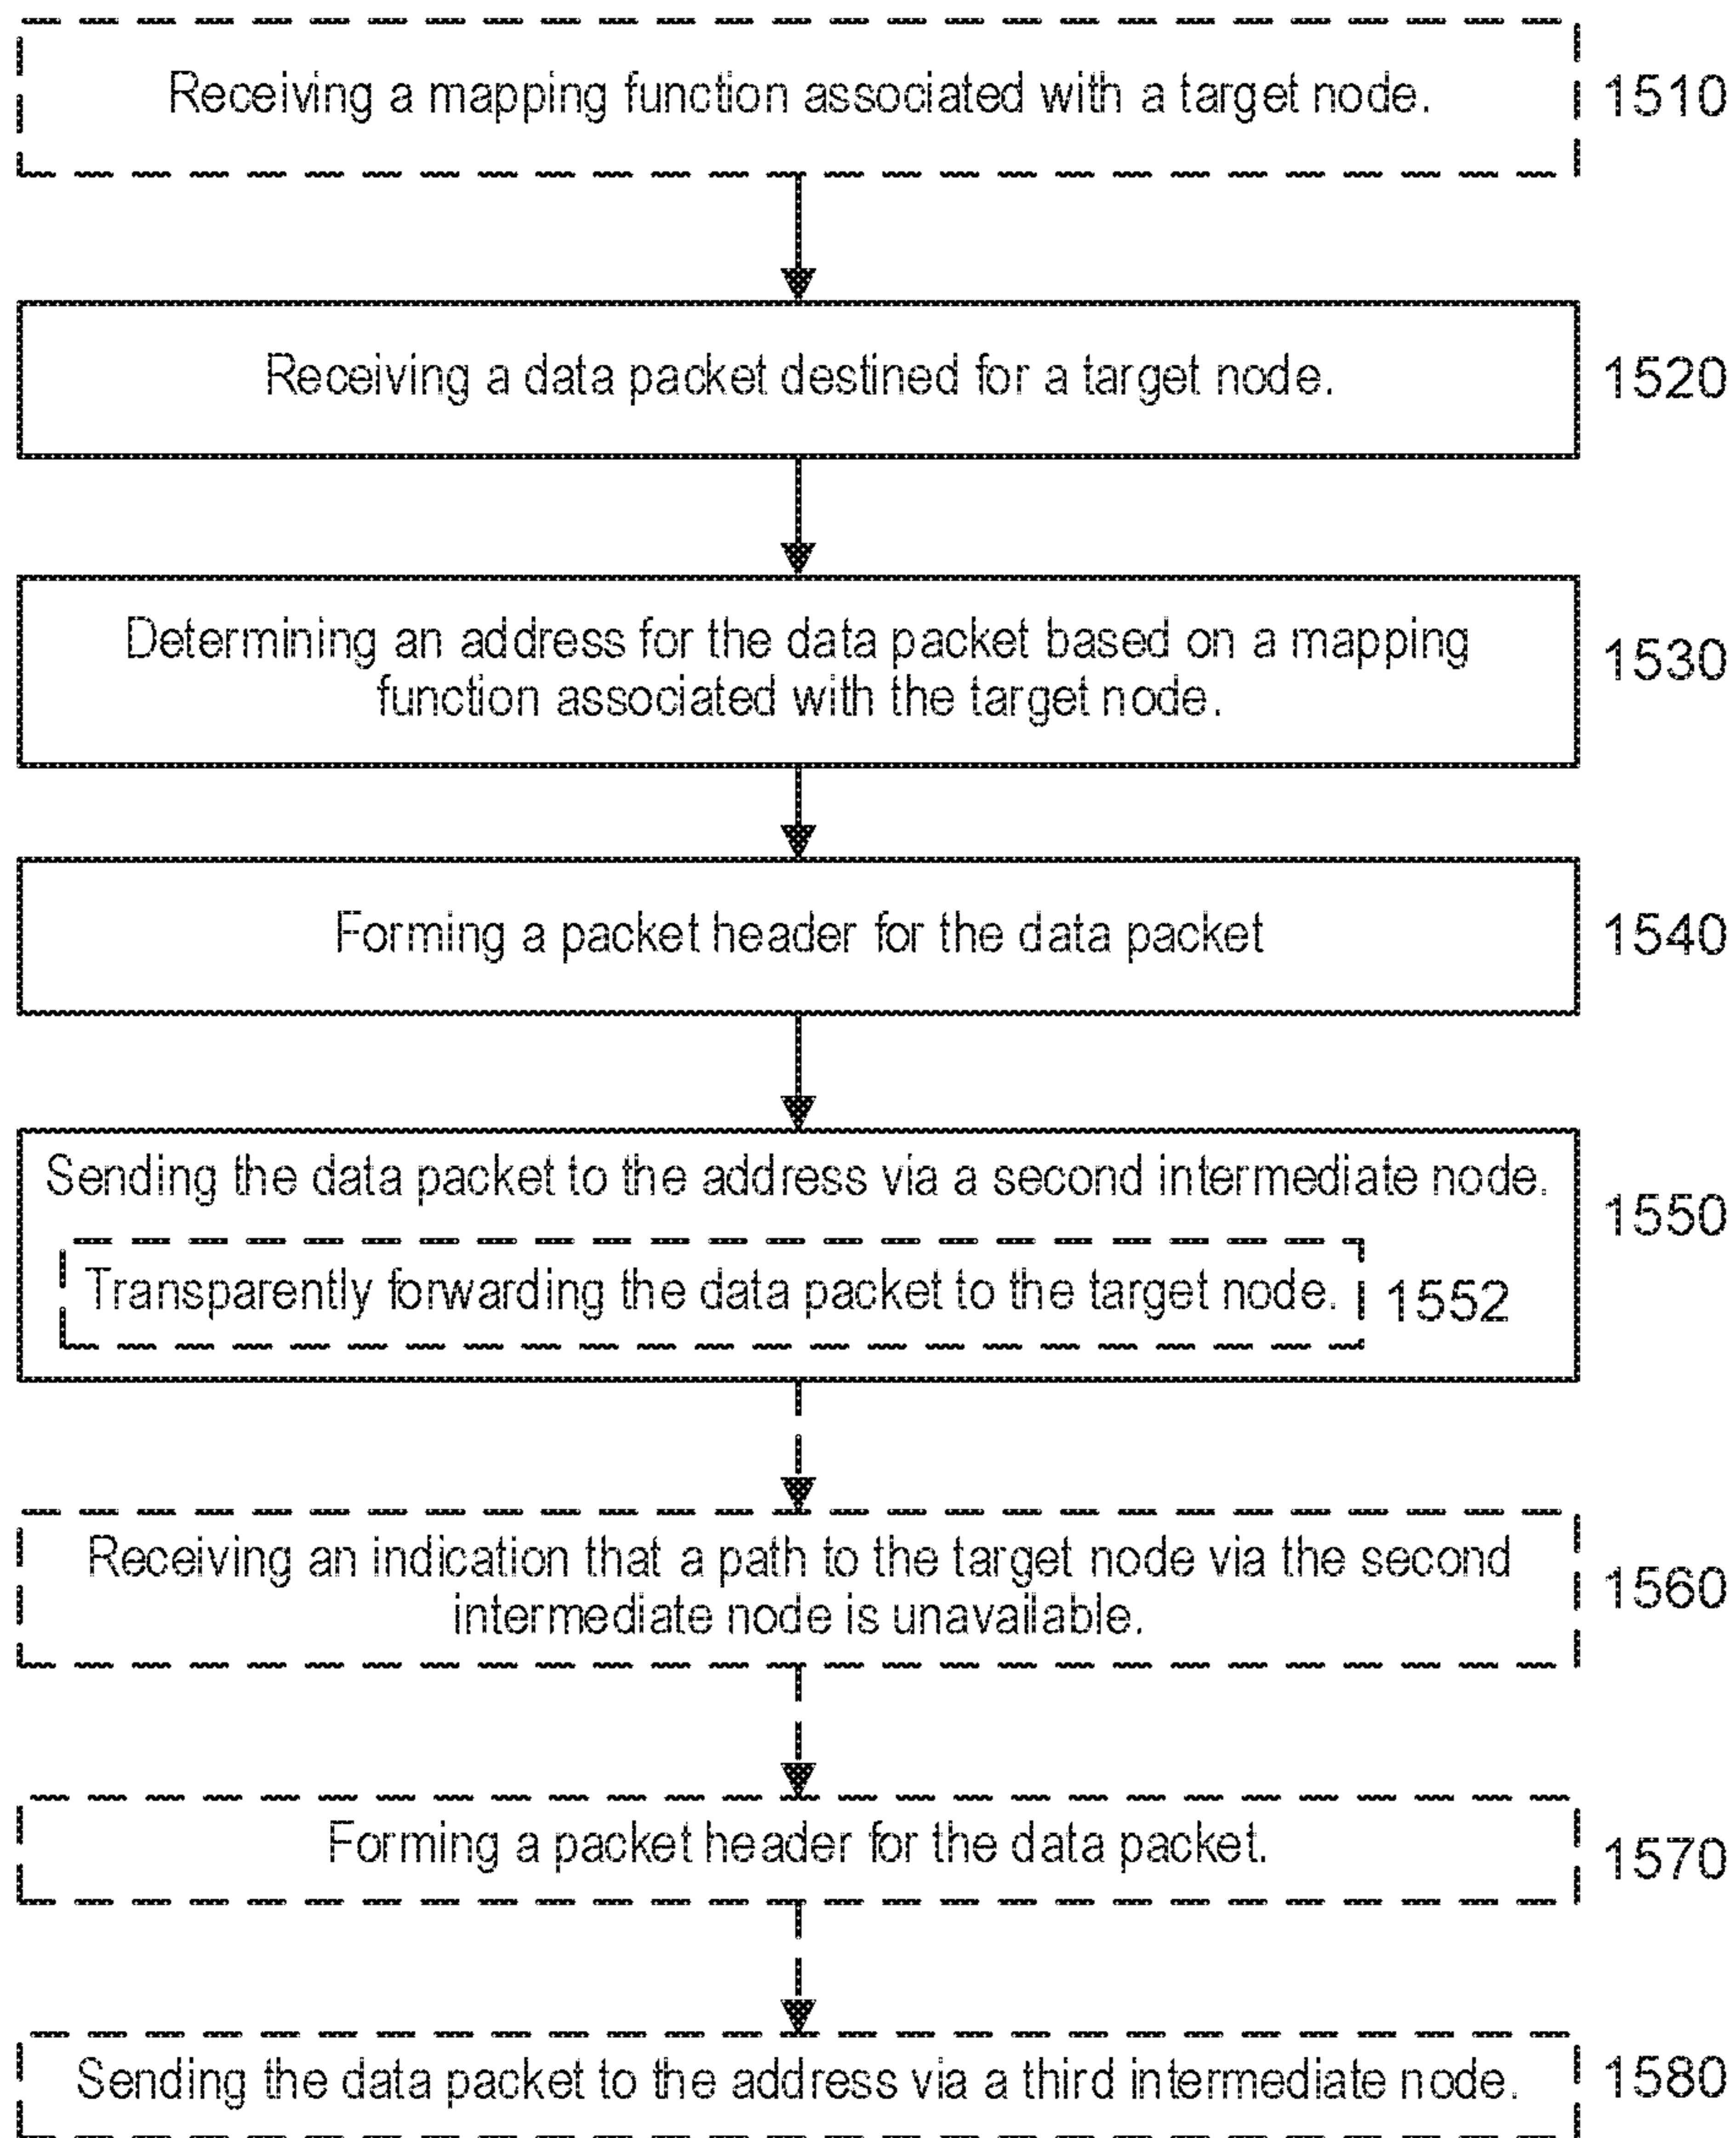 Receiving a mapping function associated with a target node.
1510
Receiving a data packet destined for a target node.
1520
Determining an address for the data packet based on a mapping
function associated with the target node.
1530
Forming a packet header for the data packet
1540
Sending the data packet to the address via a second intermediate node.
1550
Transparently forwarding the data packet to the target node.
1552
Receiving an indication that a path to the target node via the second
intermediate node is unavailable.
1560
Forming a packet header for the data packet.
1570
Sending the data packet to the address via a third intermediate node.
1580